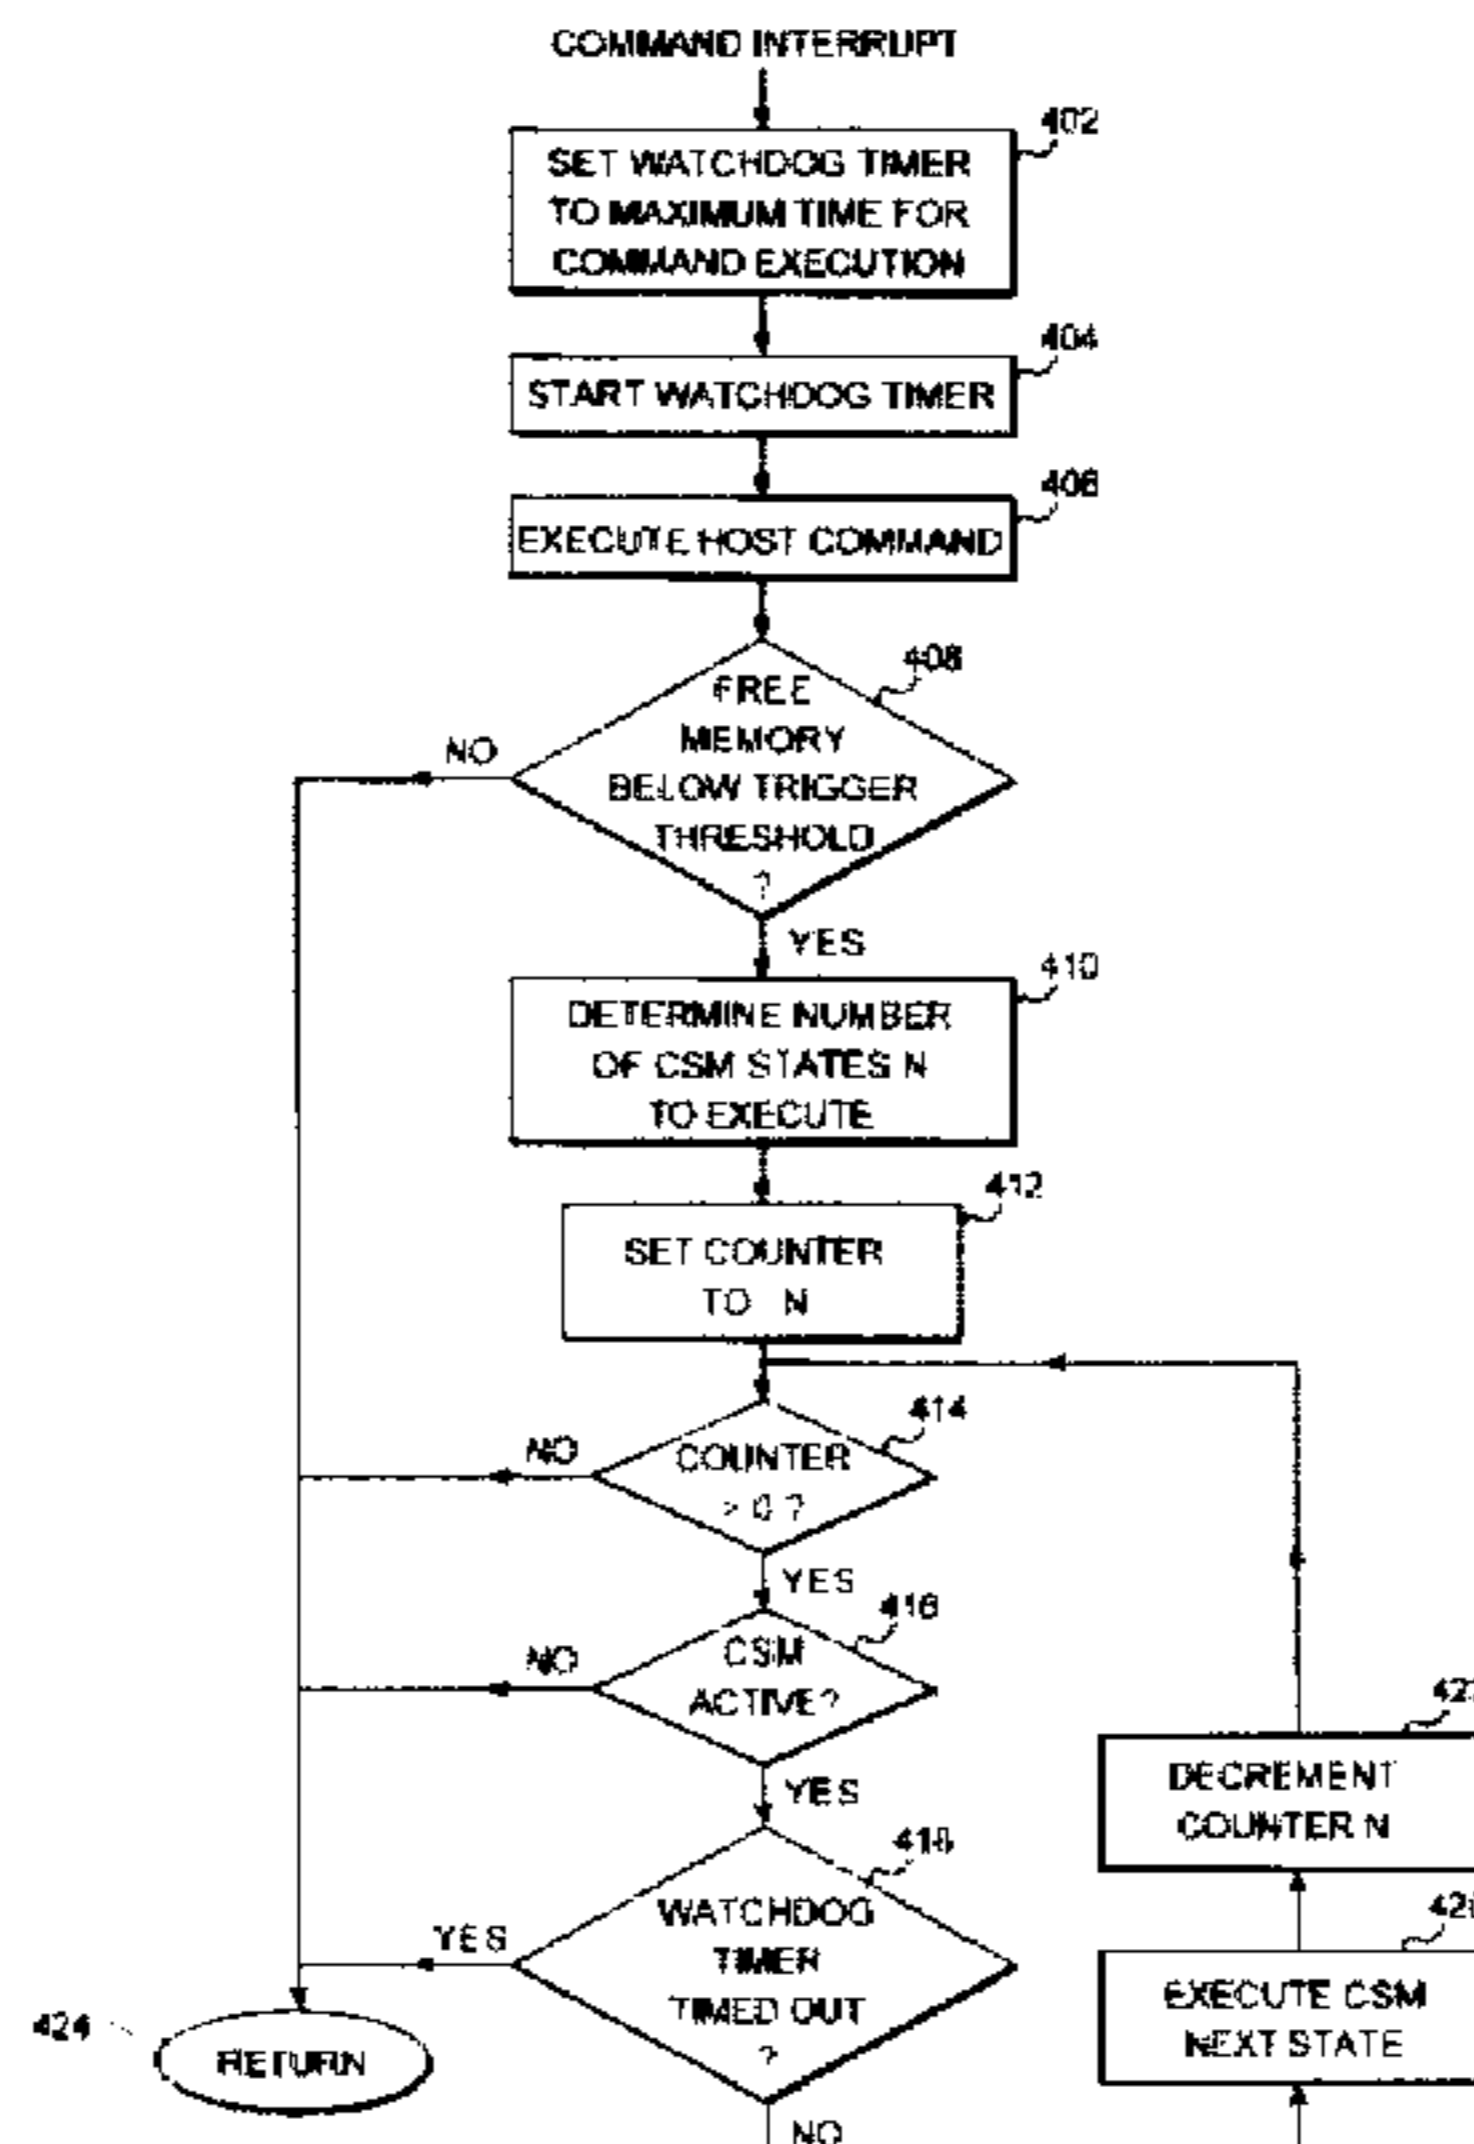 COMMAND INTERRUPT
402
SET WATCHDOG TIMER
TO MAXIMUM TIME FOR
COMMAND EXECUTION
404
START WATCHDOG TIMER
406
EXECUTE HOST COMMAND
408
FREE
MEMORY
BELOW TRIGGER
THRESHOLD
?
NO
YES
410
DETERMINE NUMBER
OF CSM STATES N
TO EXECUTE
412
SET COUNTER
TO N
414
COUNTER
> 0 ?
NO
YES
416
CSM
ACTIVE?
NO
YES
418
WATCHDOG
TIMER
TIMED OUT
?
YES
NO
DECREMENT
COUNTER N
EXECUTE CSM
NEXT STATE
424
RETURN